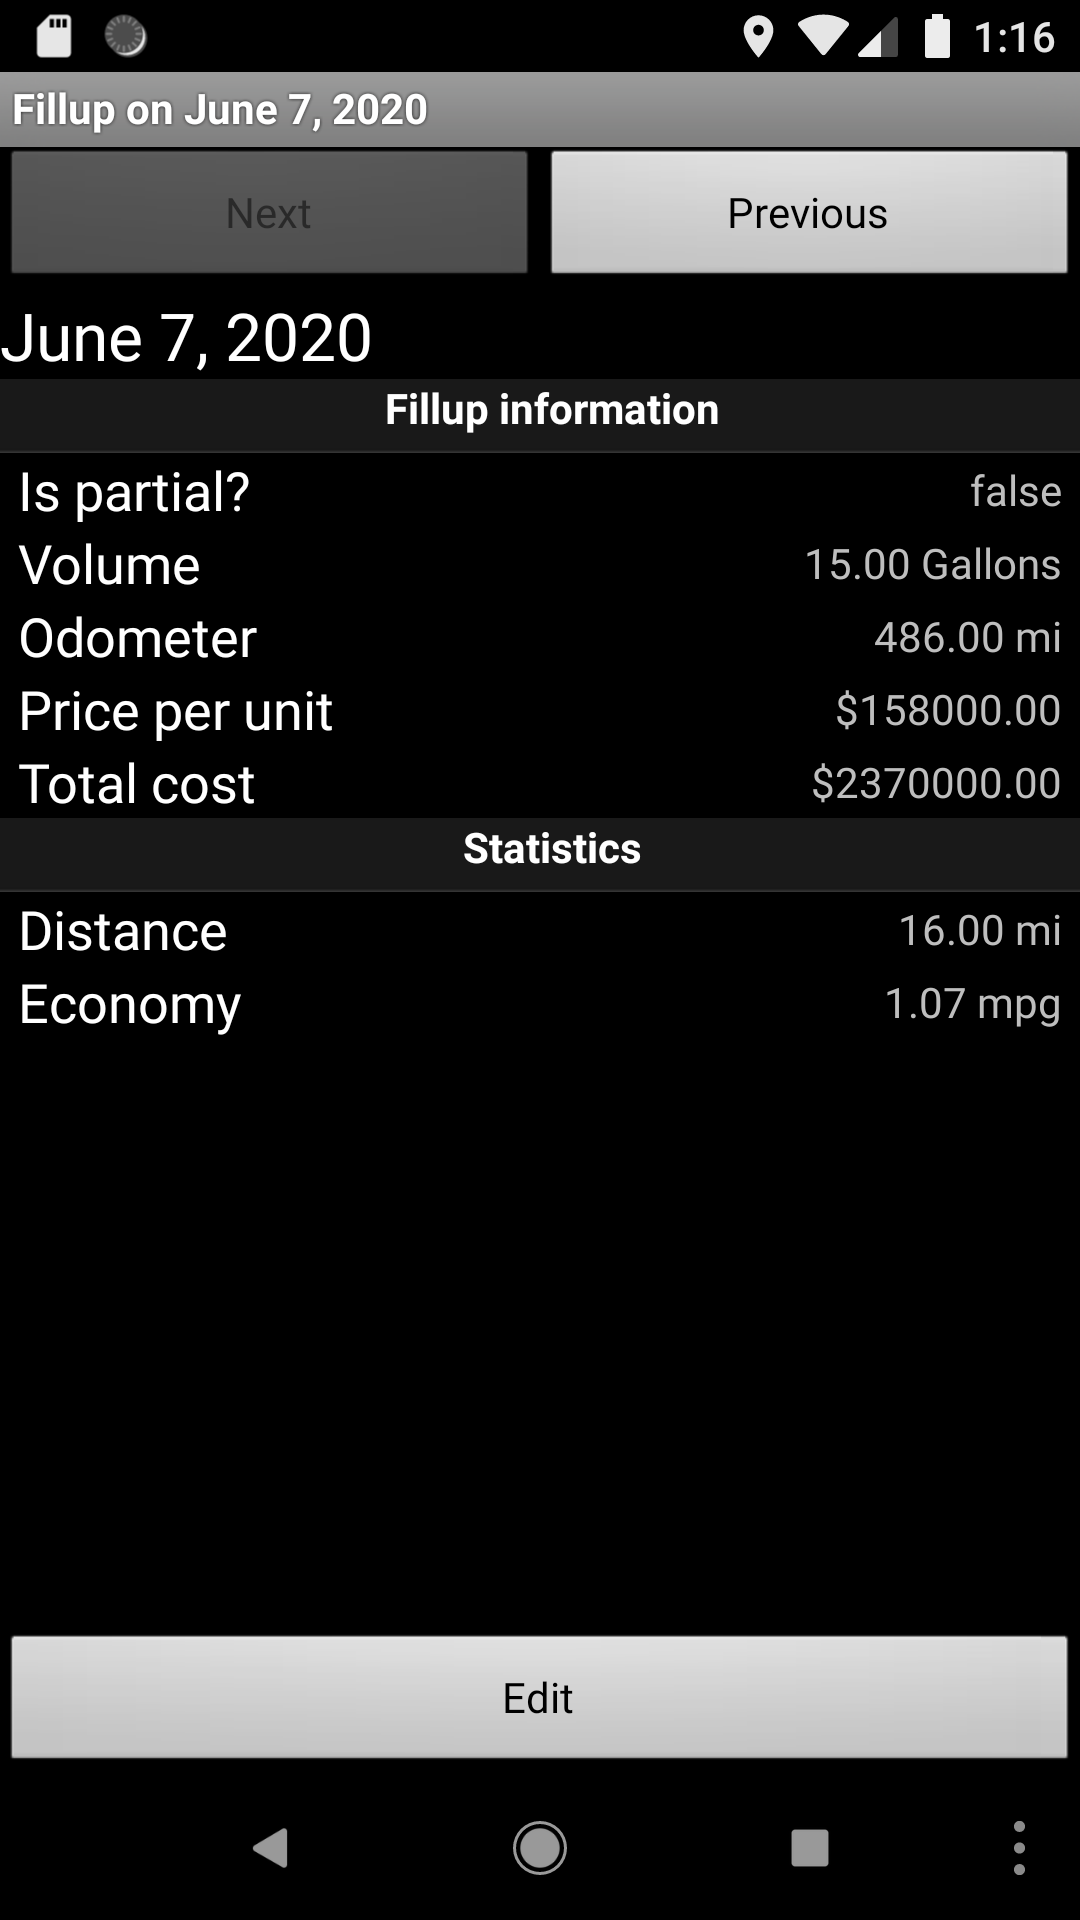 1:16
Fillup on June 7, 2020
Next
Previous
June 7, 2020
Fillup information
Is partial? false
Volume 15.00 Gallons
Odometer 486.00 mi
Price per unit $158000.00
Total cost $2370000.00
Statistics
Distance 16.00 mi
Economy 1.07 mpg
Edit